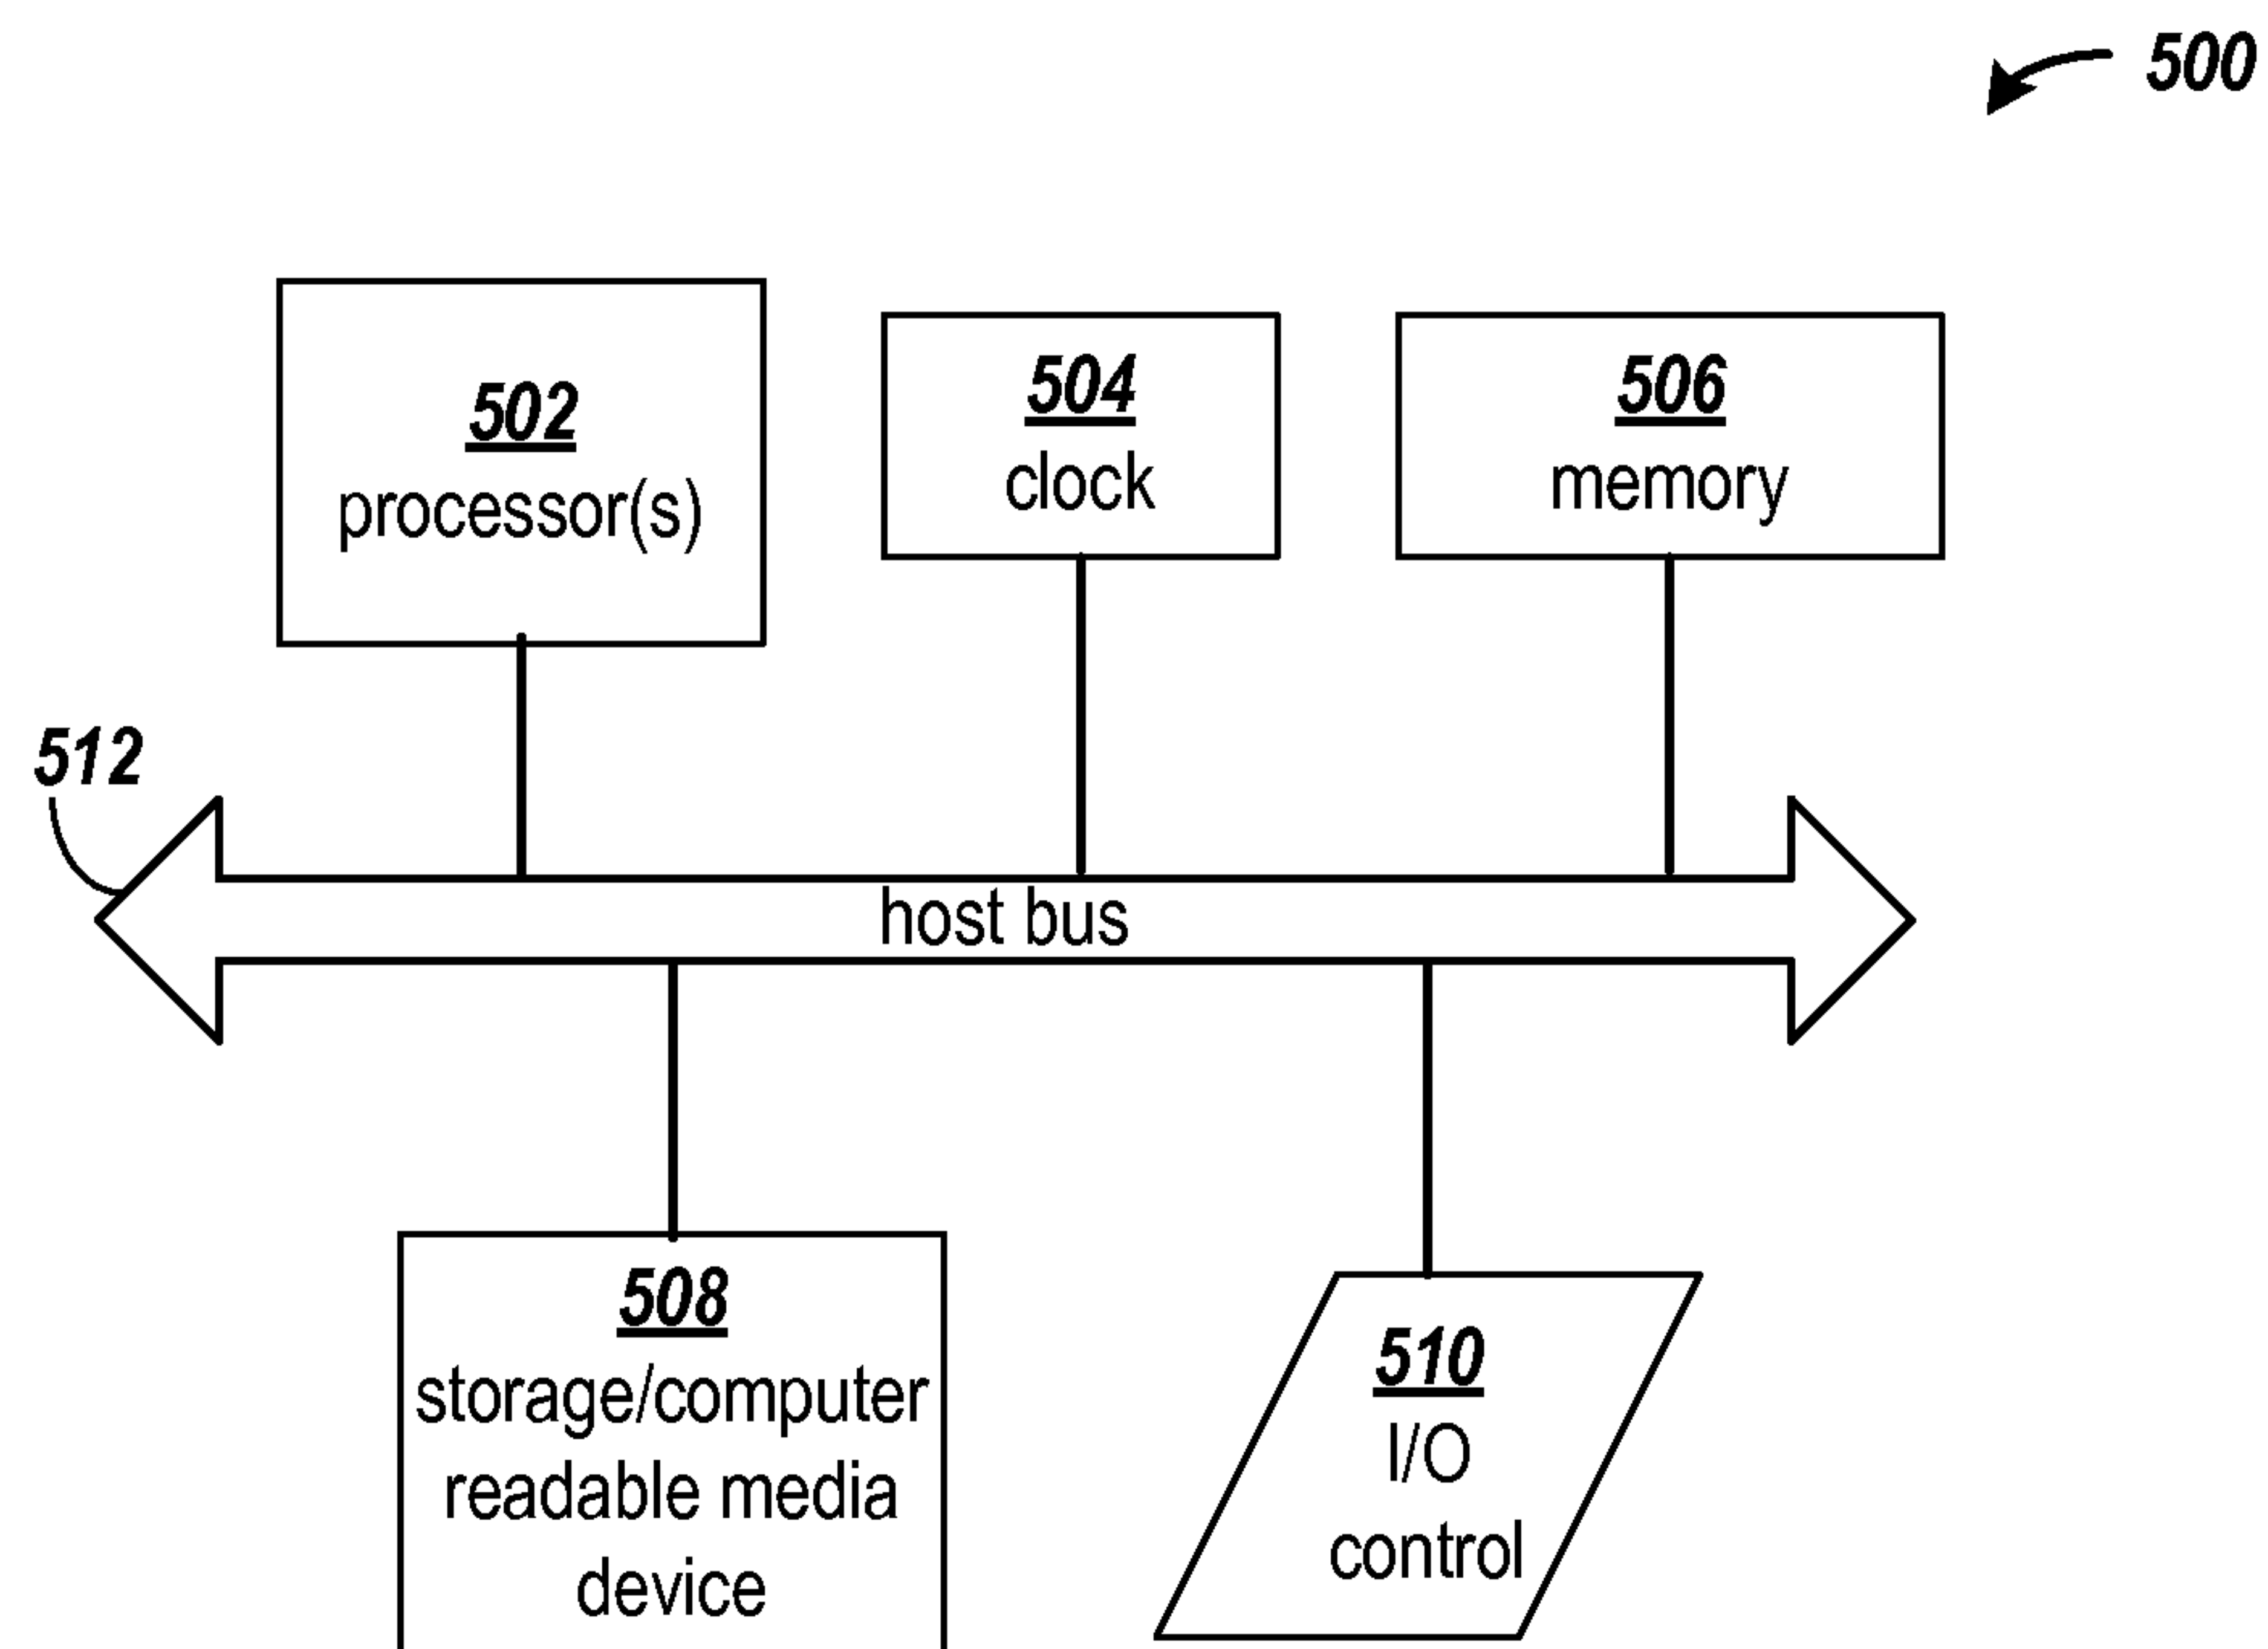 500
502
processor(s)
504
clock
506
memory
512
host bus
508
storage/computer
readable media
device
510
I/O
control